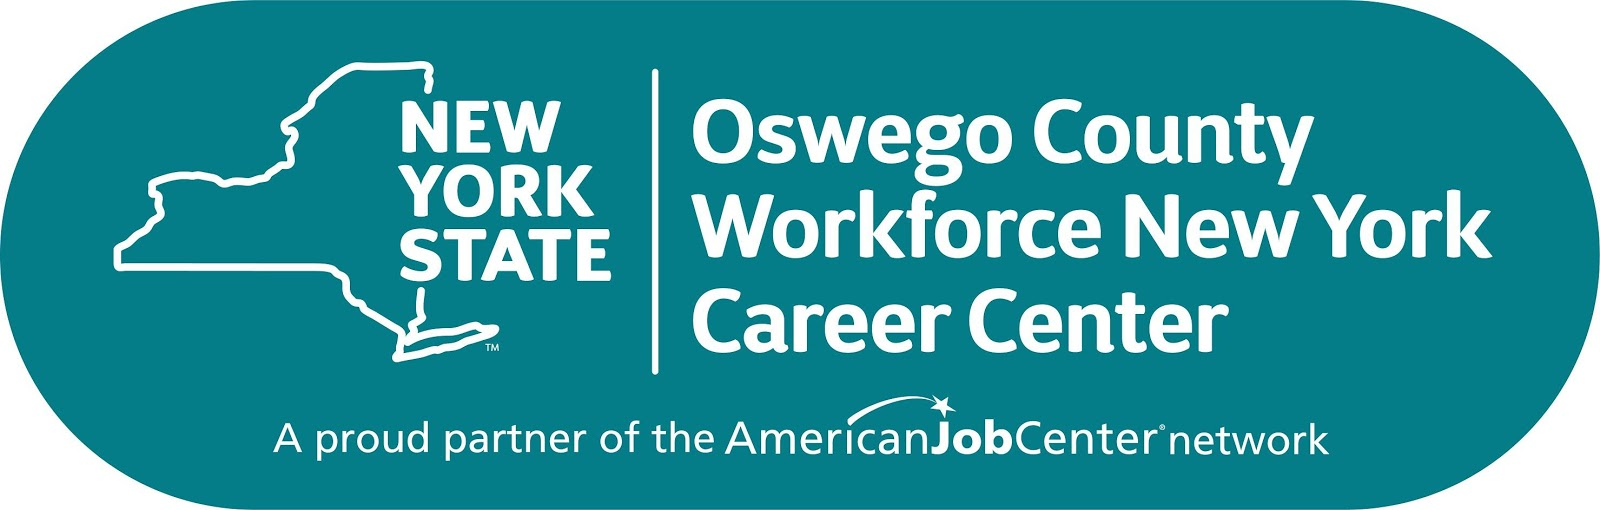 NEW
YORK
STATE
™
Oswego County
Workforce New York
Career Center
A proud partner of the AmericanJobCenter® network